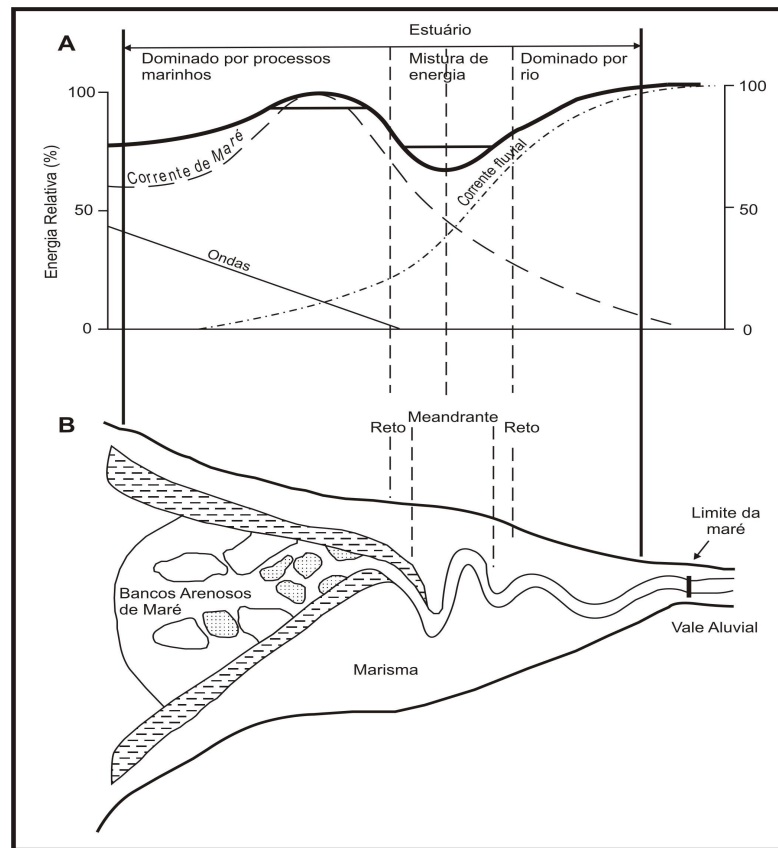 A
Estuário
Dominado por processos
marinhos
Mistura de
energia
Dominado por
rio
100
50
0
Energia Relativa (%)
Corrente de Maré
Ondas
Corrente fluvial
100
50
0
B
Reto
Meandrante
Reto
Limite da
maré
Bancos Arenosos
de Maré
Marisma
Vale Aluvial